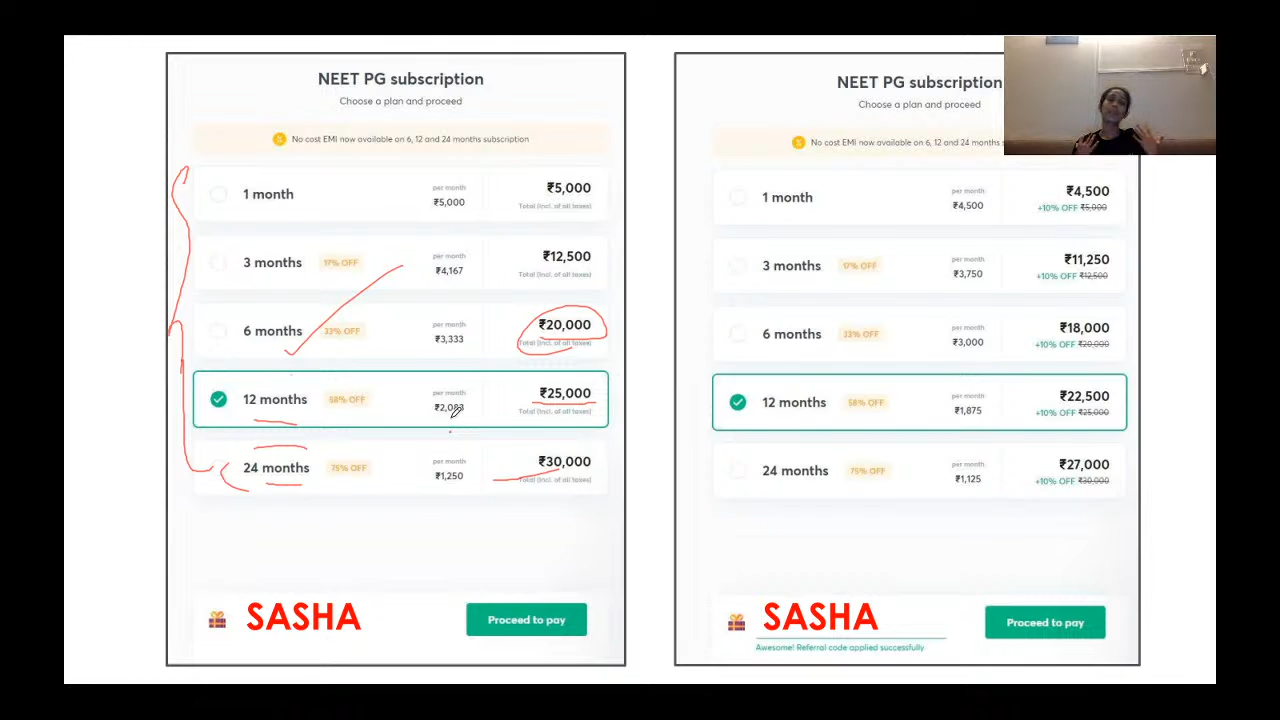 NEET PG subscription
Choose a plan and proceed
No cost EMI now available on 6, 12 and 24 months subscription
1 month per month ₹5,000 ₹5,000 Total (incl. of all taxes)
3 months 17% OFF per month ₹4,167 ₹12,500 Total (incl. of all taxes)
6 months 33% OFF per month ₹3,333 ₹20,000 Total (incl. of all taxes)
12 months 58% OFF per month ₹2,083 ₹25,000 Total (incl. of all taxes)
24 months 75% OFF per month ₹1,250 ₹30,000 Total (incl. of all taxes)
SASHA Proceed to pay
NEET PG subscription
Choose a plan and proceed
No cost EMI now available on 6, 12 and 24 months
1 month per month ₹4,500 ₹4,500 +10% OFF ₹5,000
3 months 17% OFF per month ₹3,750 ₹11,250 +10% OFF ₹12,500
6 months 33% OFF per month ₹3,000 ₹18,000 +10% OFF ₹20,000
12 months 58% OFF per month ₹1,875 ₹22,500 +10% OFF ₹25,000
24 months 75% OFF per month ₹1,125 ₹27,000 +10% OFF ₹30,000
SASHA Proceed to pay
Awesome! Referral code applied successfully